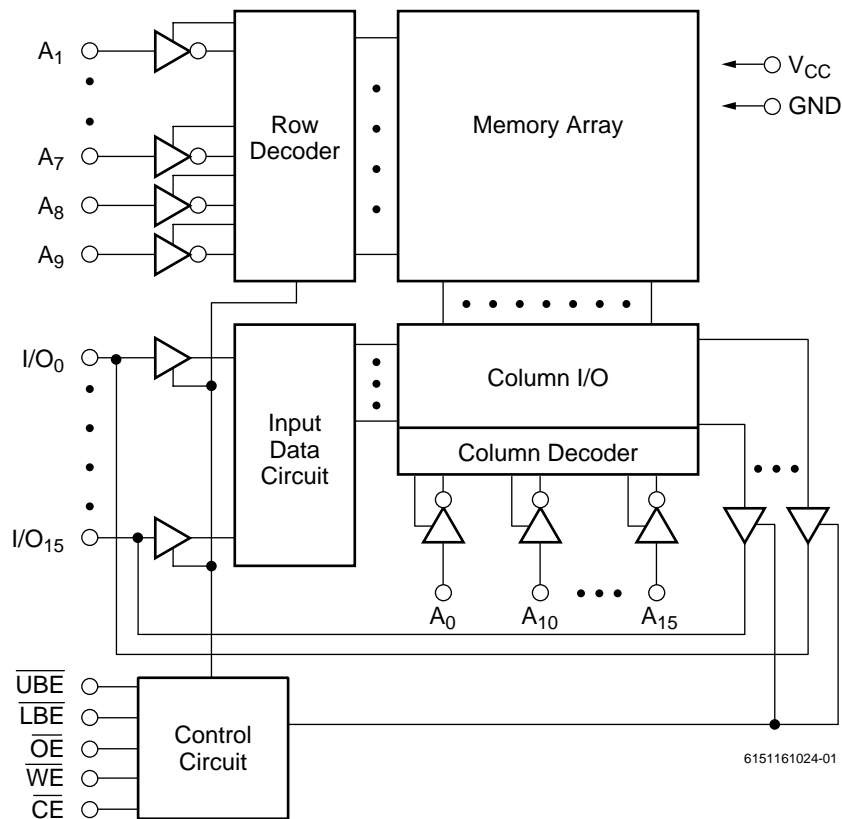 A1
A7
A8
A9
Row
Decoder
Memory Array
VCC
GND
I/O0
I/O15
Input
Data
Circuit
Column I/O
Column Decoder
A0
A10
A15
UBE
LBE
OE
WE
CE
Control
Circuit
6151161024-01